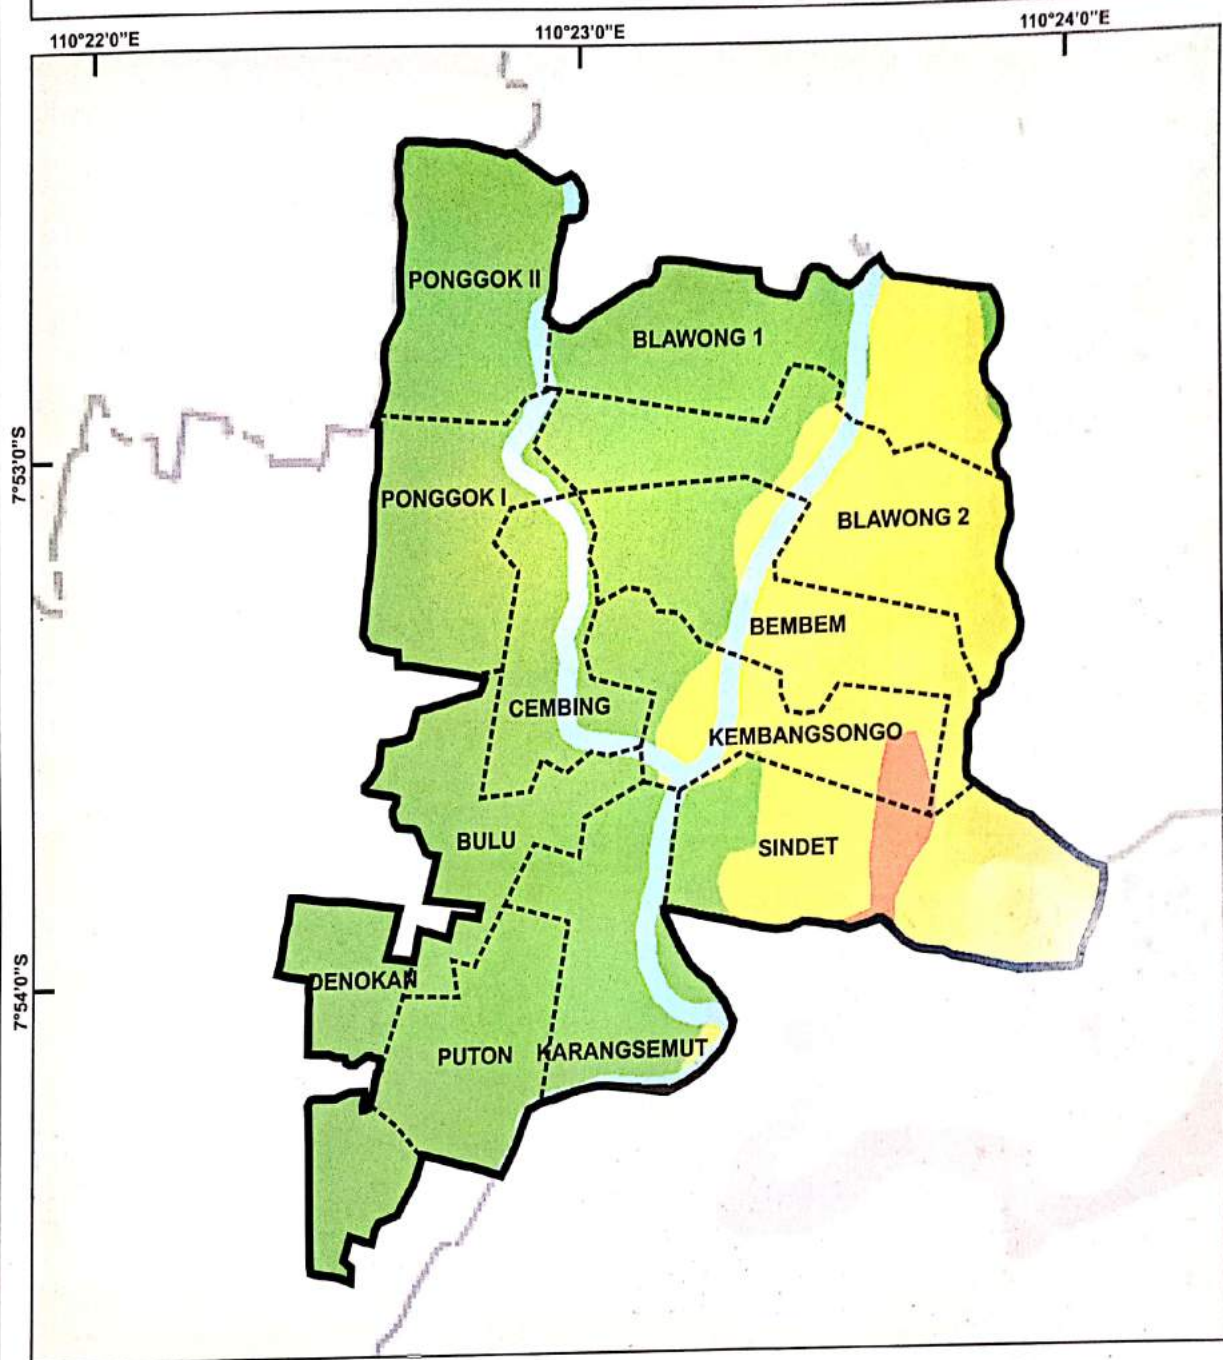 110°22'0"E
110°23'0"E
110°24'0"E
PONGGOK II
BLAWONG 1
7°53'0"S
PONGGOK I
BLAWONG 2
BEMBEM
CEMBING
KEMBANGSONGO
BULU
SINDET
DENOKAN
7°54'0"S
PUTON
KARANGSEMUT